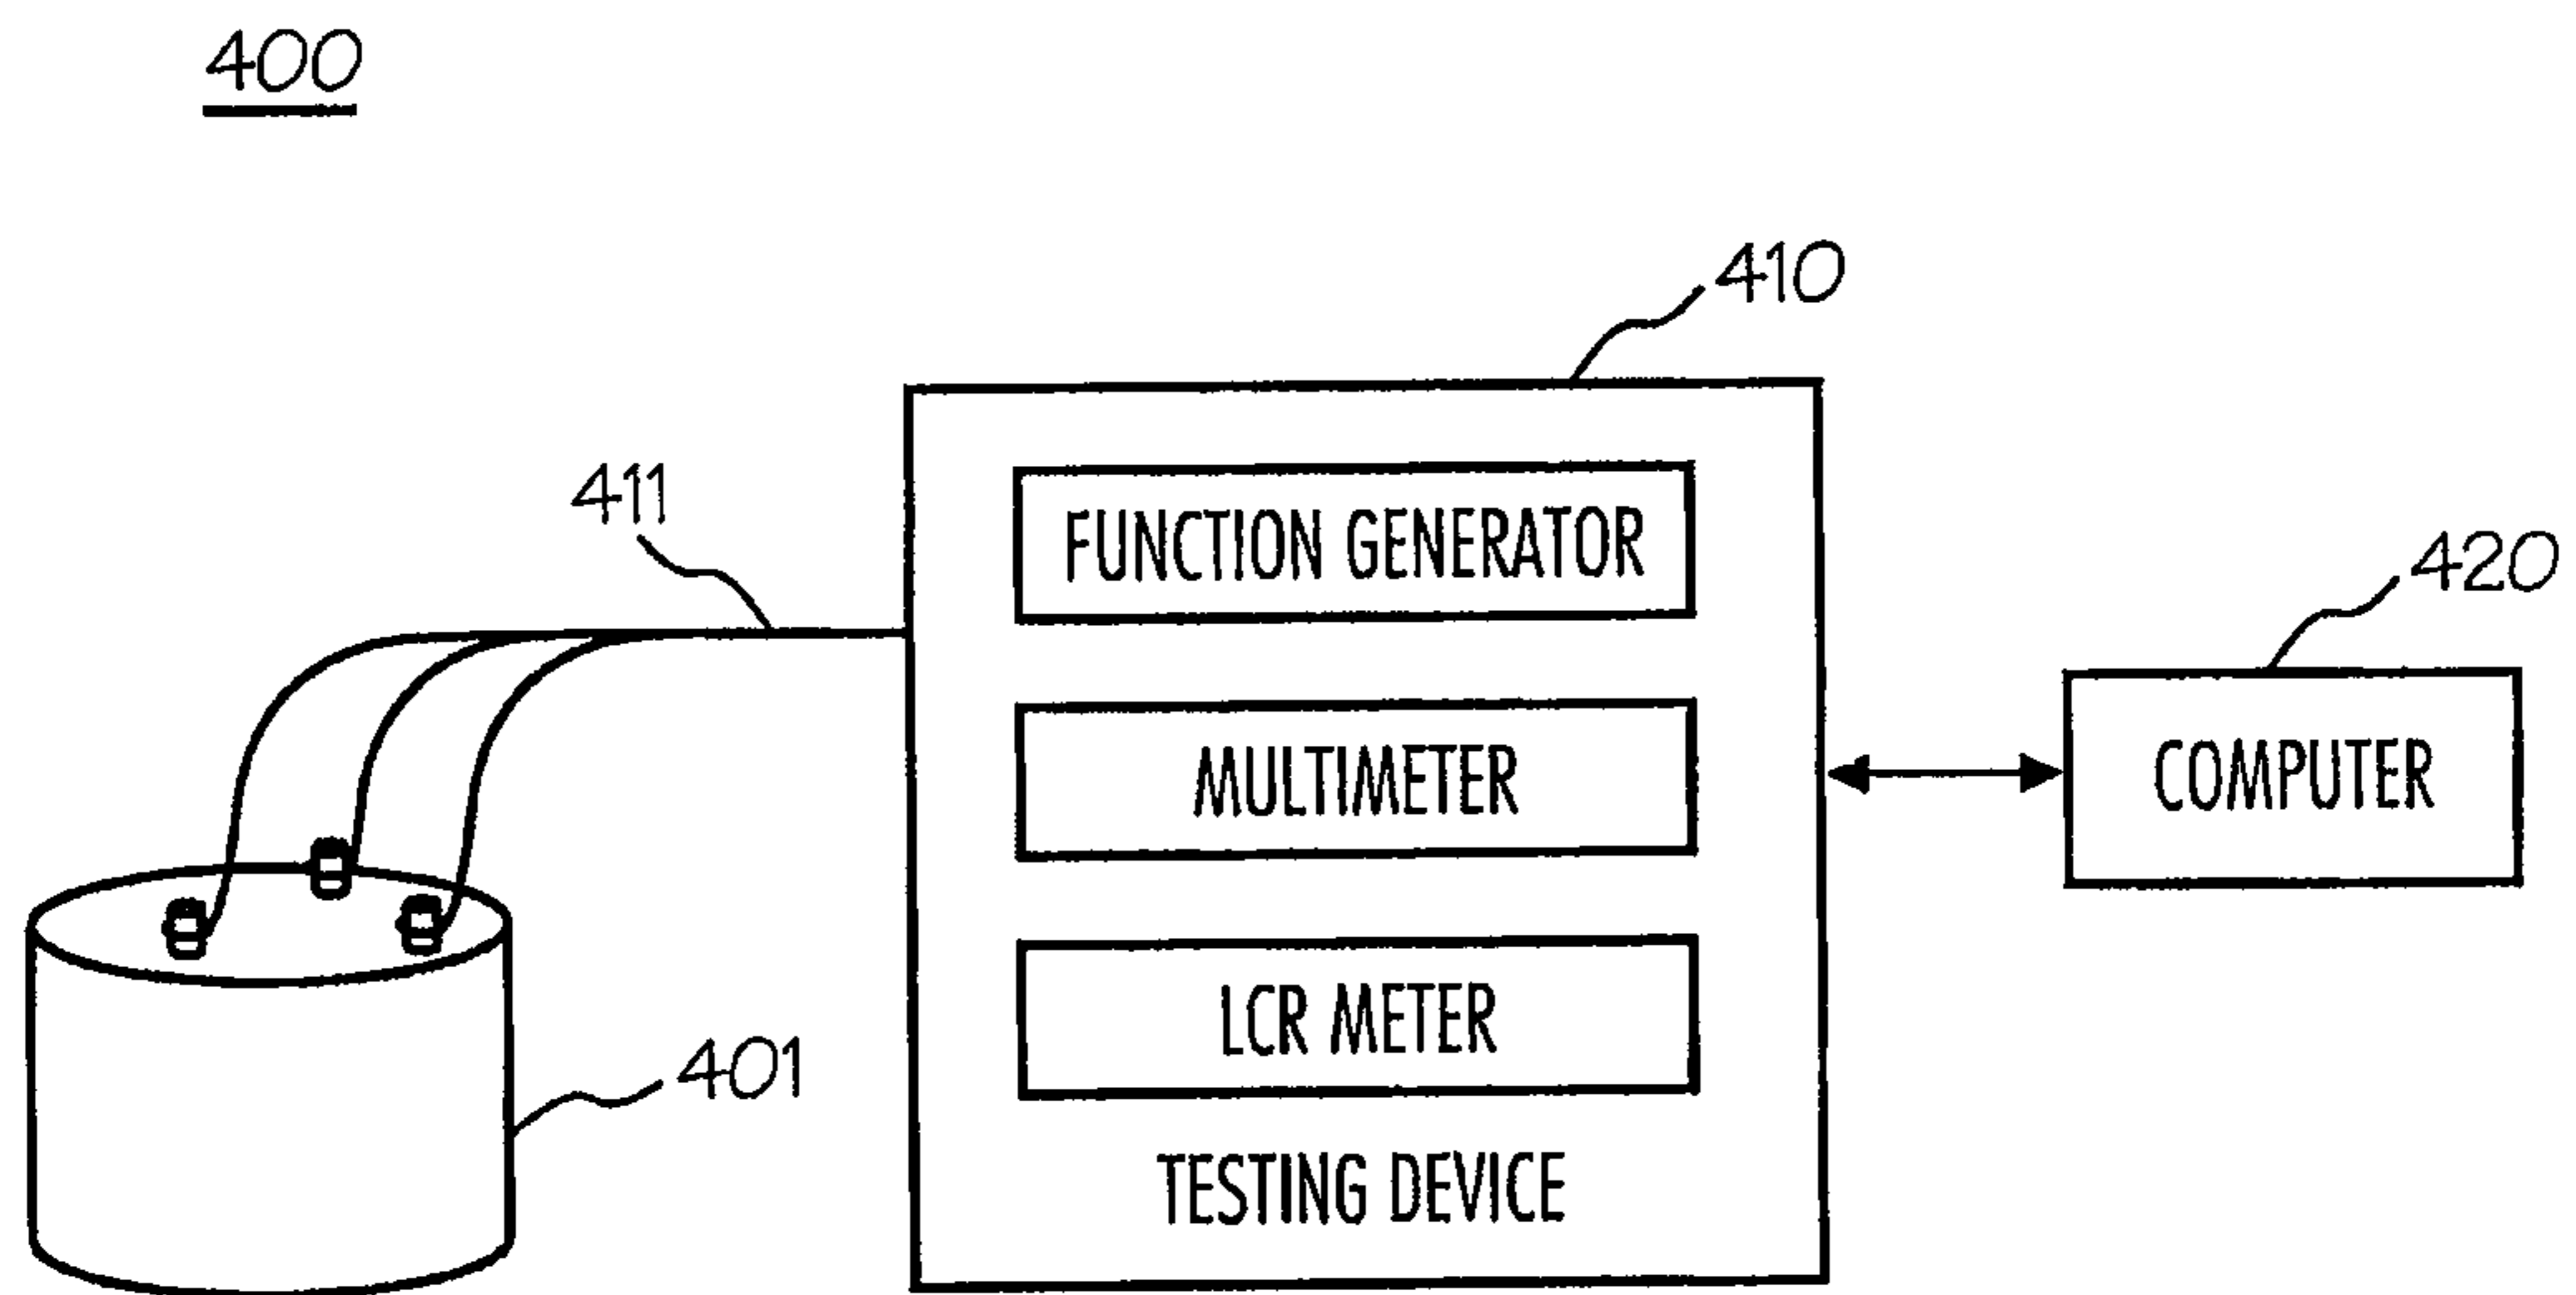 400
410
411
FUNCTION GENERATOR
420
MULTIMETER
COMPUTER
LCR METER
401
TESTING DEVICE